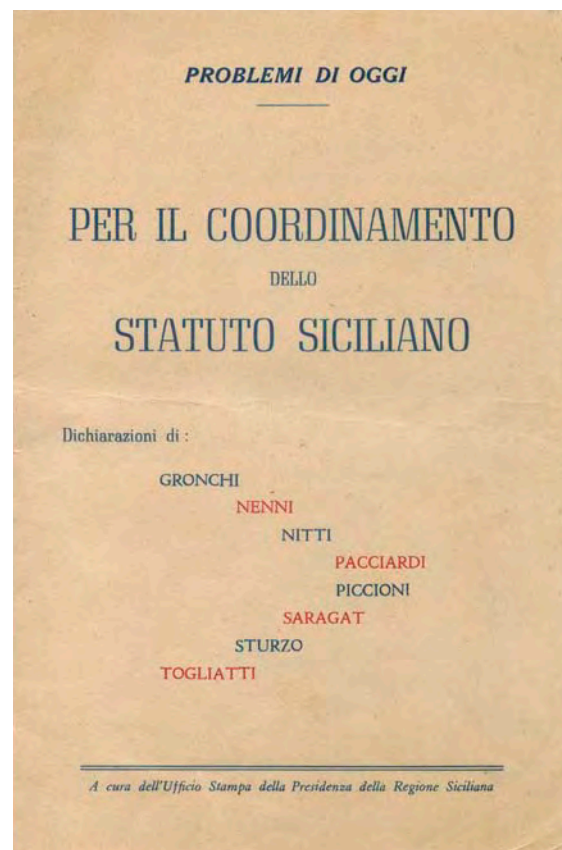 PROBLEMI DI OGGI
PER IL COORDINAMENTO
DELLO
STATUTO SICILIANO
Dichiarazioni di :
GRONCHI
NENNI
NITTI
PACCIARDI
PICCIONI
SARAGAT
STURZO
TOGLIATTI
A cura dell'Ufficio Stampa della Presidenza della Regione Siciliana